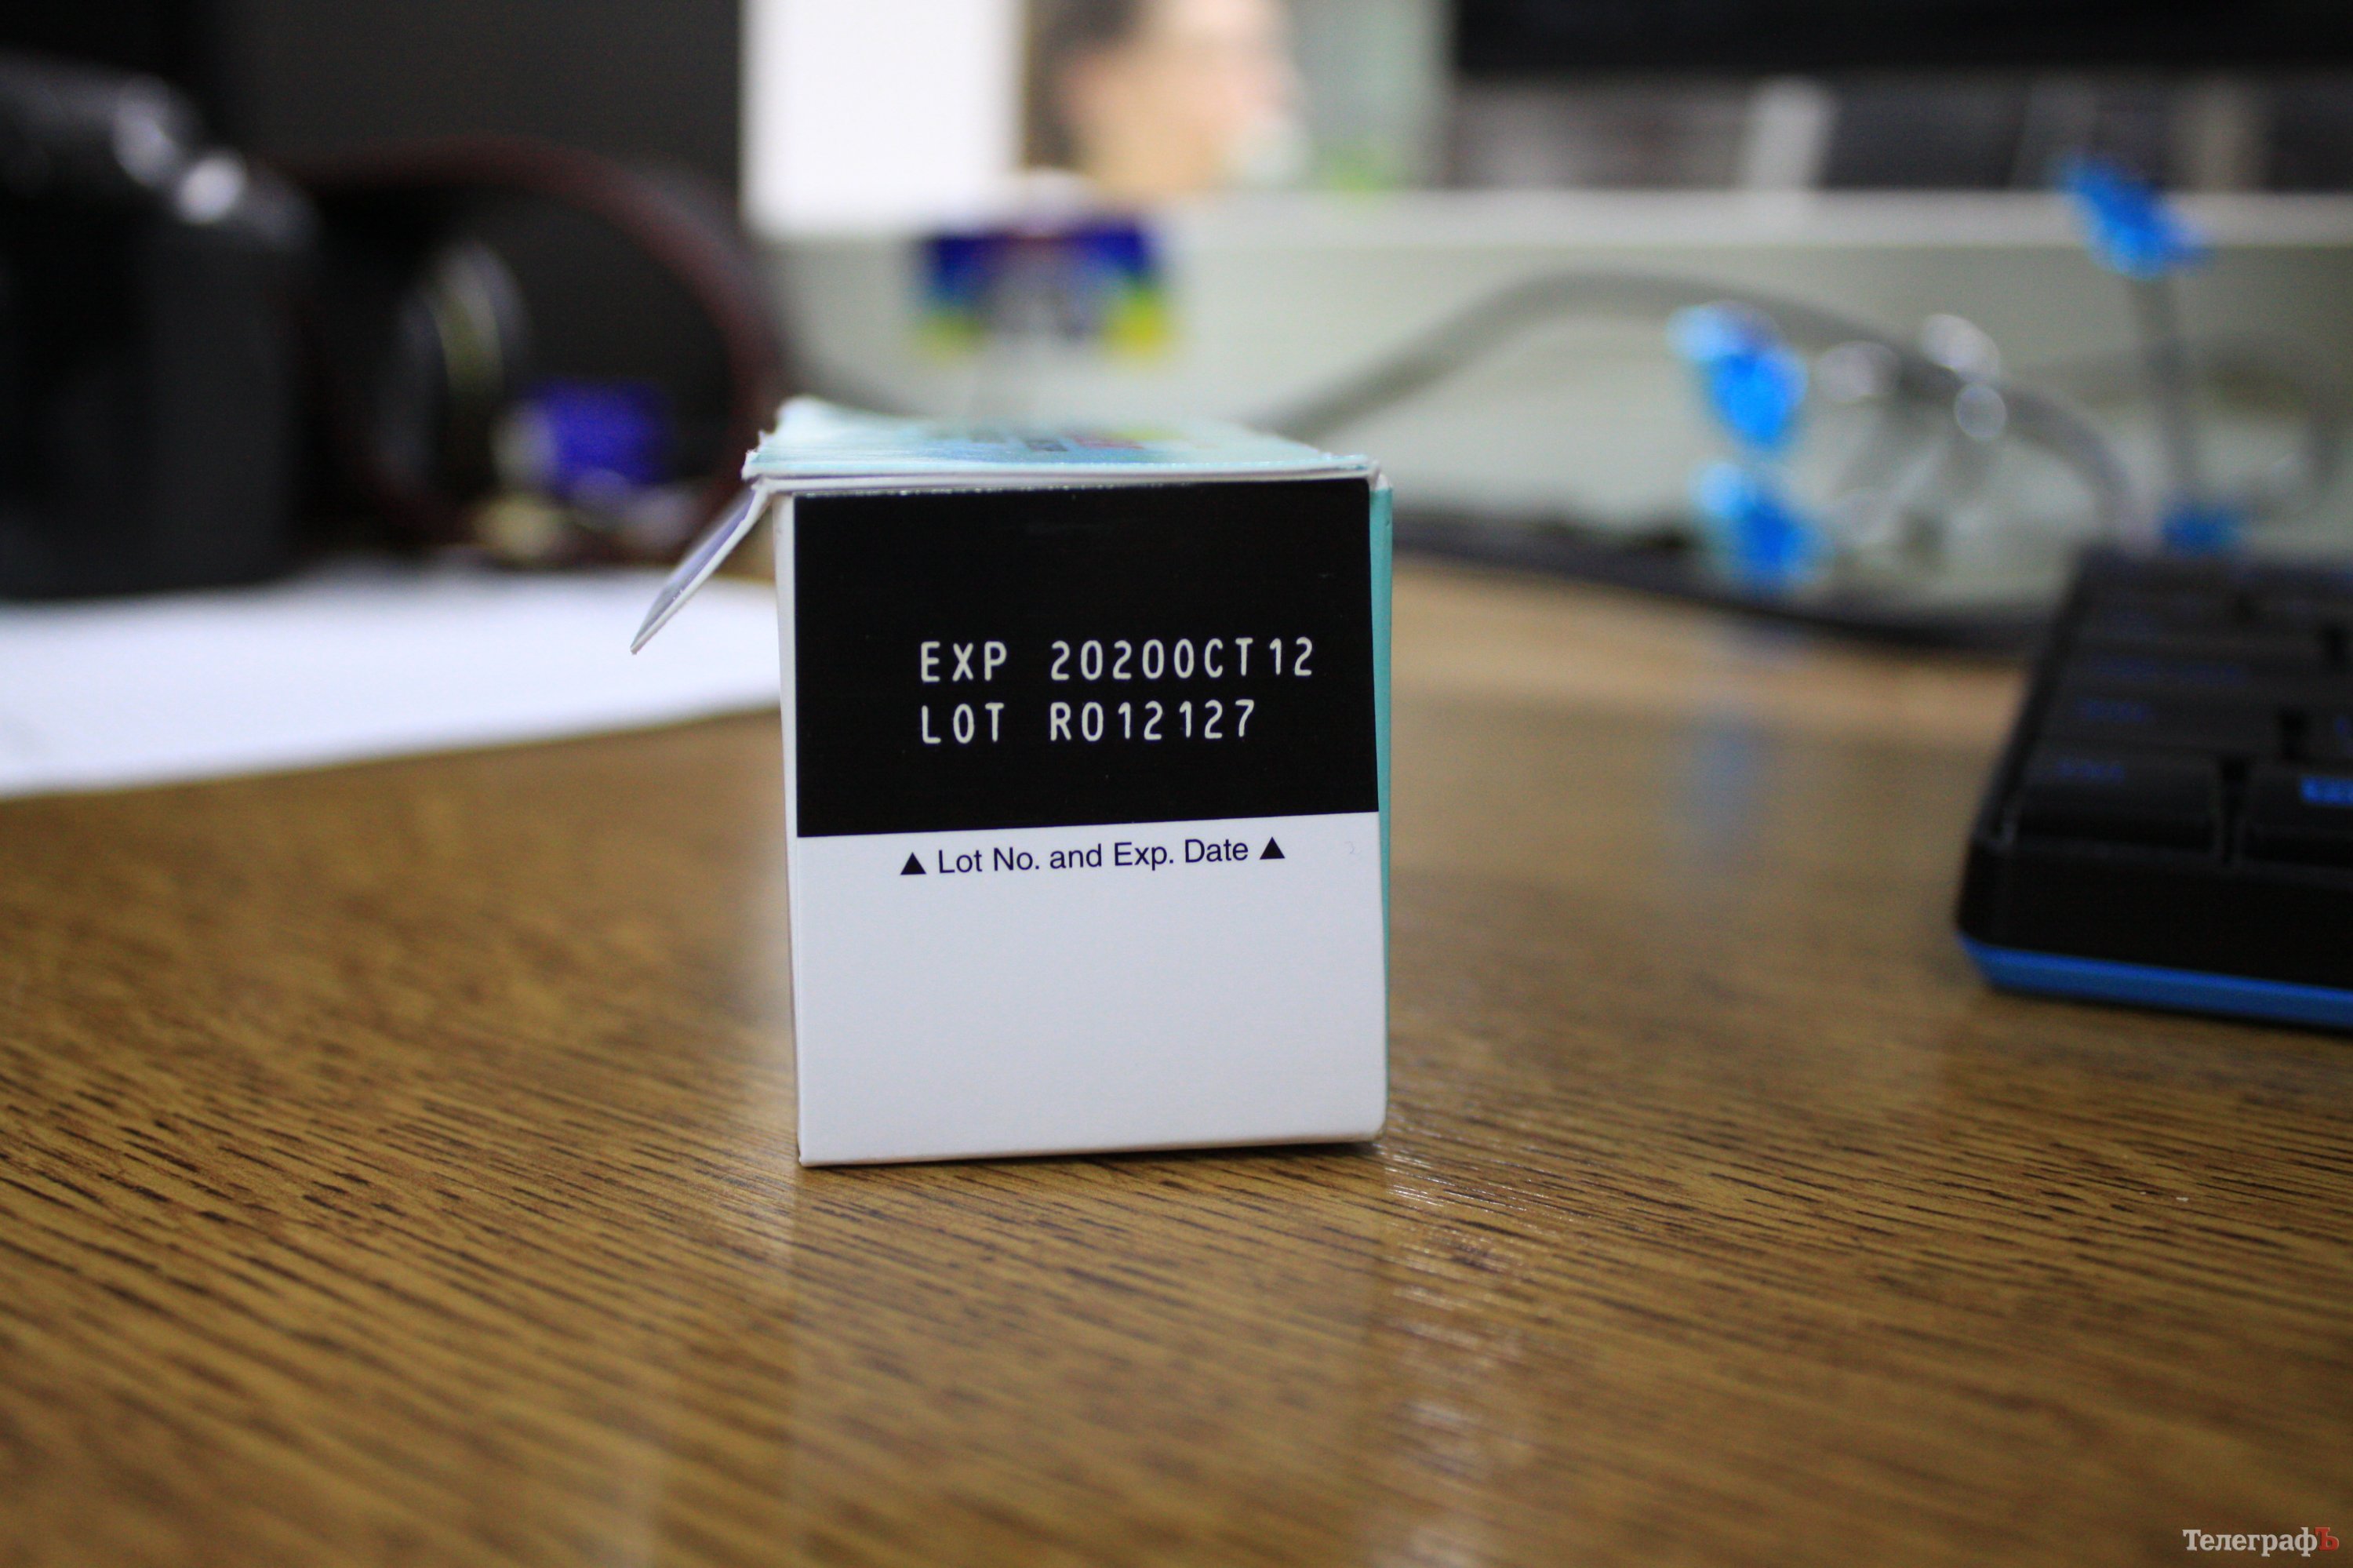 EXP 2020OCT12
LOT R012127
▲ Lot No. and Exp. Date ▲
ТелеграфЪ